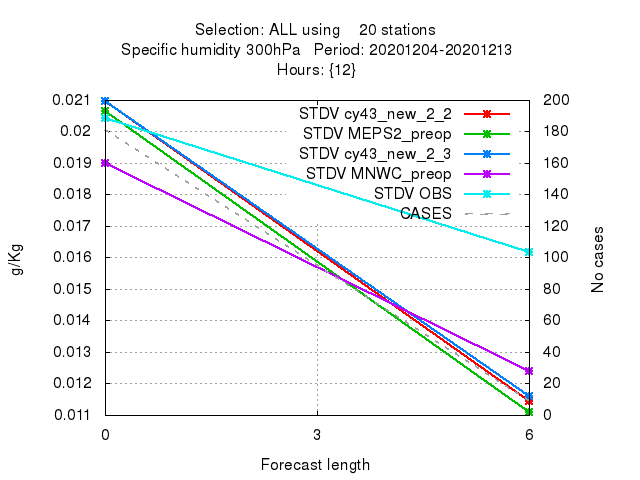 Selection: ALL using    20 stations
Specific humidity 300hPa   Period: 20201204-20201213
Hours: {12}
STDV cy43_new_2_2
STDV MEPS2_preop
STDV cy43_new_2_3
STDV MNWC_preop
STDV OBS
CASES
g/Kg
0.021
0.02
0.019
0.018
0.017
0.016
0.015
0.014
0.013
0.012
0.011
200
180
160
140
120
100
80
60
40
20
0
No cases
0 3 6
Forecast length